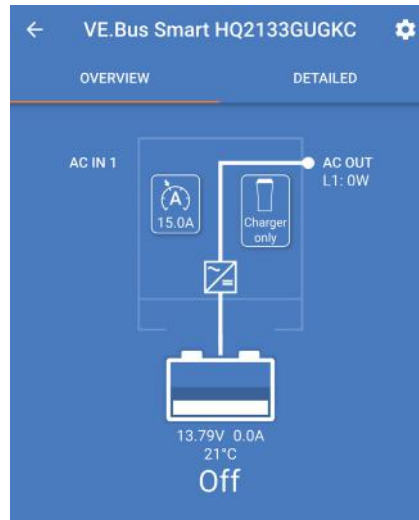 VE.Bus Smart HQ2133GUGKC
OVERVIEW DETAILED
AC IN 1
AC OUT
L1: 0W
A
15.0A
Charger
only
13.79V 0.0A
21°C
Off